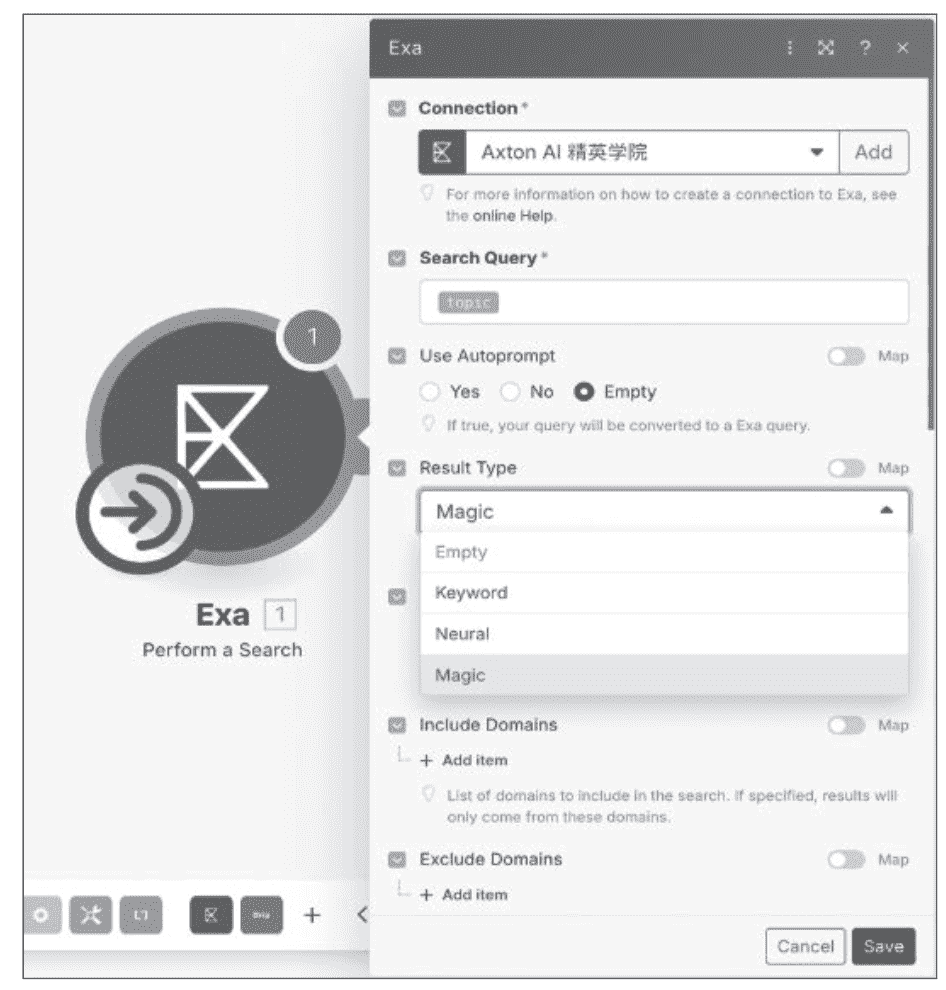 Exa
?
Connection *
Axton AI 精英学院
Add
For more information on how to create a connection to Exa, see
the online Help.
Search Query *
topic
Use Autoprompt
Map
Yes
No
Empty
If true, your query will be converted to a Exa query.
Result Type
Map
Magic
Empty
Keyword
Neural
Magic
Include Domains
Map
+ Add item
List of domains to include in the search. If specified, results will
only come from these domains.
Exclude Domains
Map
+ Add item
Cancel
Save
1
Exa 1
Perform a Search